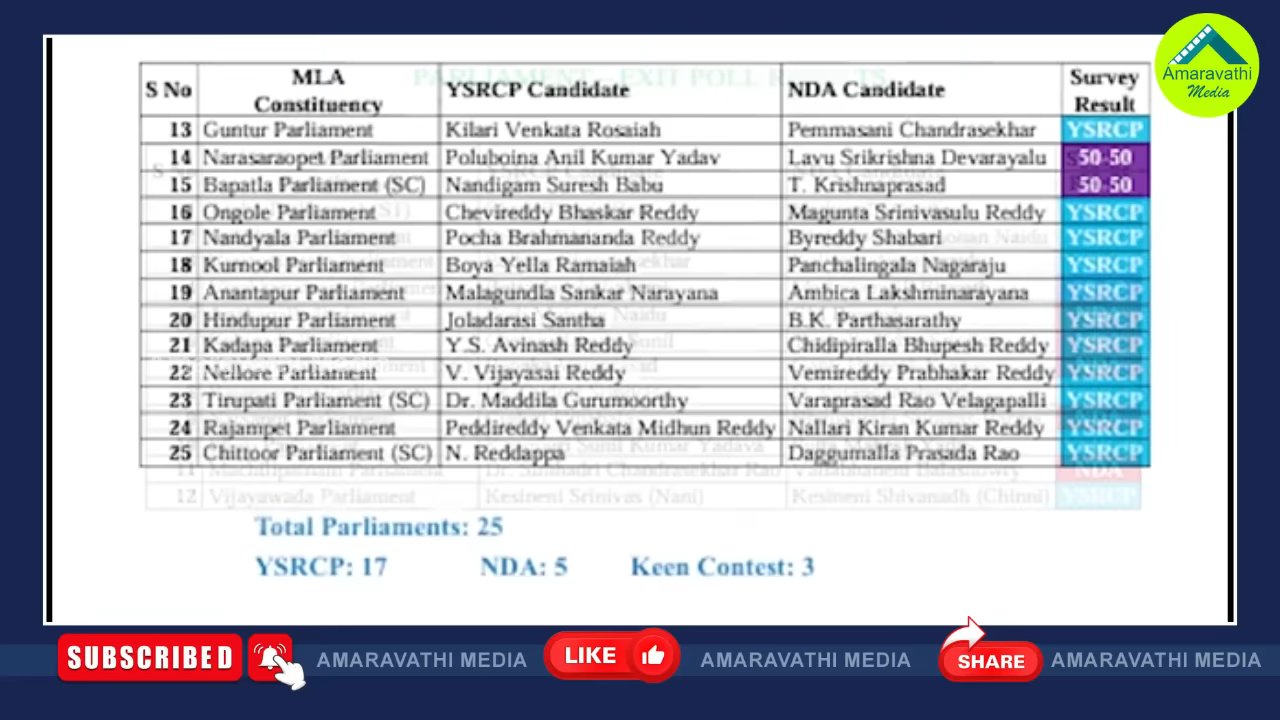 Amaravathi
Media
PARLIAMENT - EXIT POLL RESULTS
S No MLA Constituency YSRCP Candidate NDA Candidate Survey Result
13 Guntur Parliament Kilari Venkata Rosaiah Pemmasani Chandrasekhar YSRCP
14 Narasaraopet Parliament Poluboina Anil Kumar Yadav Lavu Srikrishna Devarayalu 50-50
15 Bapatla Parliament (SC) Nandigam Suresh Babu T. Krishnaprasad 50-50
16 Ongole Parliament Chevireddy Bhaskar Reddy Magunta Srinivasulu Reddy YSRCP
17 Nandyala Parliament Pocha Brahmananda Reddy Byreddy Shabari YSRCP
18 Kurnool Parliament Boya Yella Ramaiah Panchalingala Nagaraju YSRCP
19 Anantapur Parliament Malagundla Sankar Narayana Ambica Lakshminarayana YSRCP
20 Hindupur Parliament Joladarasi Santha B.K. Parthasarathy YSRCP
21 Kadapa Parliament Y.S. Avinash Reddy Chidipiralla Bhupesh Reddy YSRCP
22 Nellore Parliament V. Vijayasai Reddy Vemireddy Prabhakar Reddy YSRCP
23 Tirupati Parliament (SC) Dr. Maddila Gurumoorthy Varaprasad Rao Velagapalli YSRCP
24 Rajampet Parliament Peddireddy Venkata Midhun Reddy Nallari Kiran Kumar Reddy YSRCP
25 Chittoor Parliament (SC) N. Reddappa Daggumalla Prasada Rao YSRCP
12 Vijayawada Parliament Kesineni Srinivas (Nani) Kesineni Shivanadh (Chinni) YSRCP
Total Parliaments: 25
YSRCP: 17 NDA: 5 Keen Contest: 3
SUBSCRIBED AMARAVATHI MEDIA LIKE AMARAVATHI MEDIA SHARE AMARAVATHI MEDIA